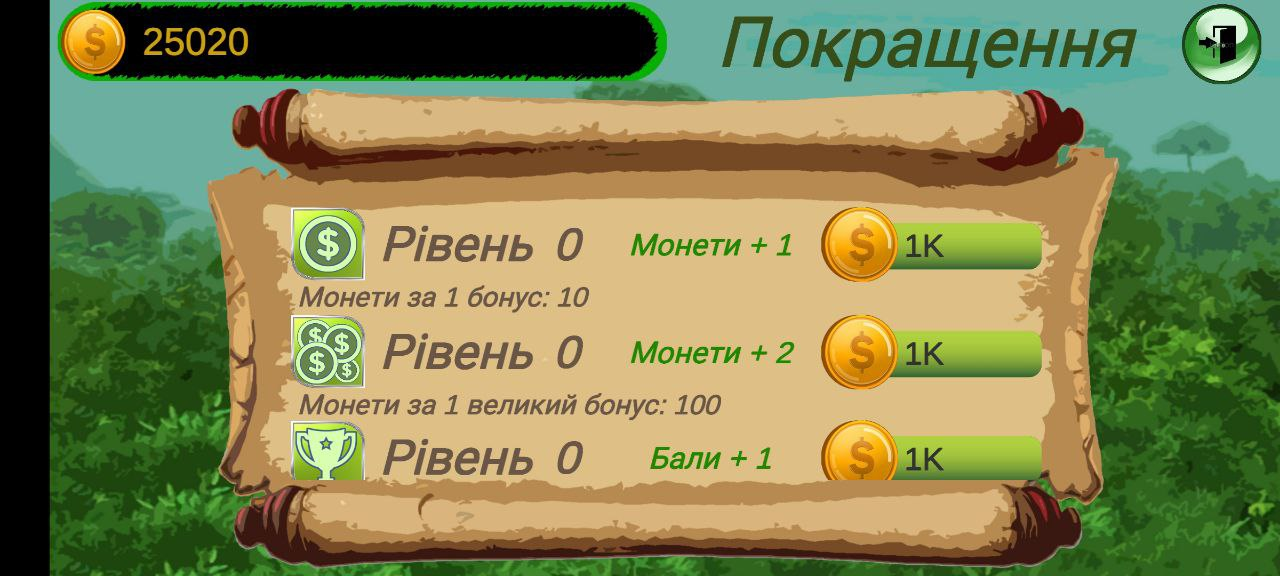 25020
Покращення
Рівень 0 Монети + 1 1K
Монети за 1 бонус: 10
Рівень 0 Монети + 2 1K
Монети за 1 великий бонус: 100
Рівень 0 Бали + 1 1K